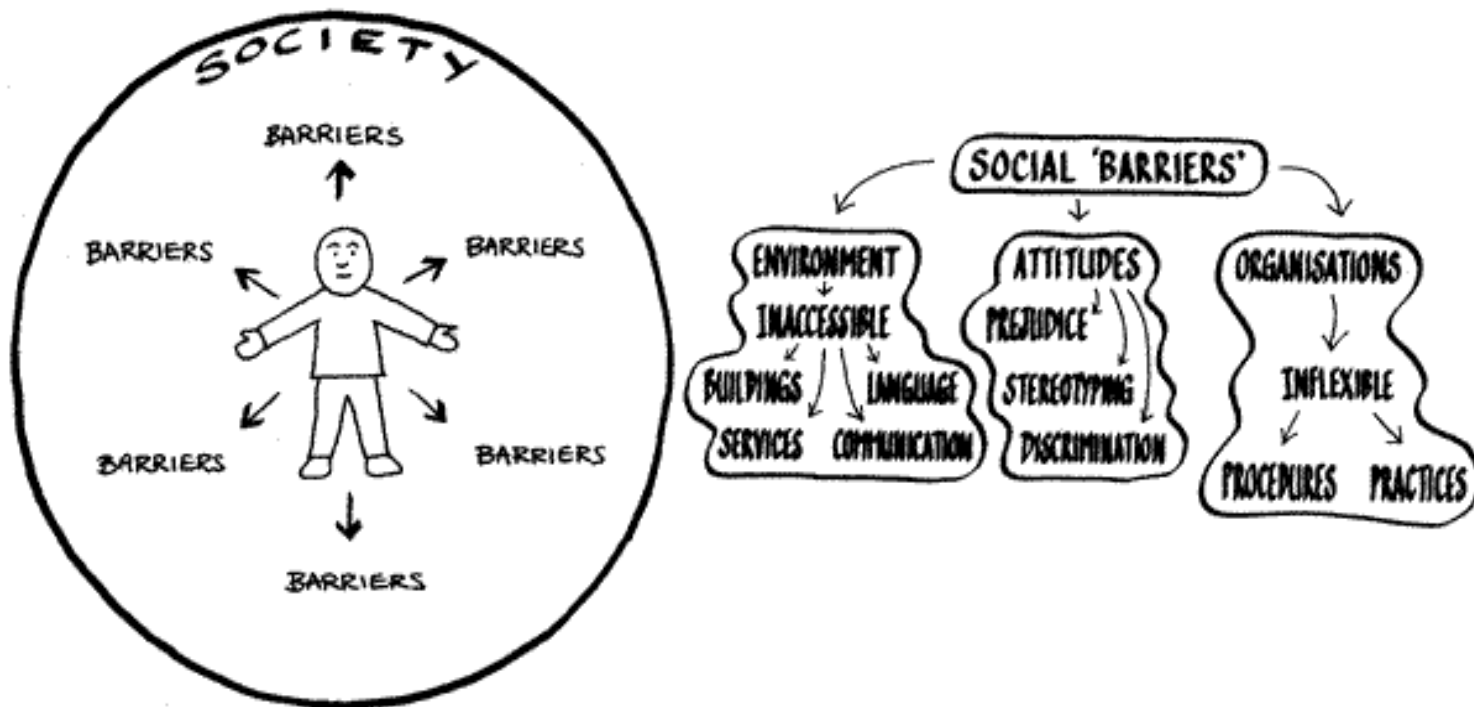 SOCIETY
BARRIERS
BARRIERS BARRIERS
BARRIERS BARRIERS
BARRIERS
SOCIAL 'BARRIERS'
ENVIRONMENT
INACCESSIBLE
BUILDINGS LANGUAGE
SERVICES COMMUNICATION
ATTITUDES
PREJUDICE
STEREOTYPING
DISCRIMINATION
ORGANISATIONS
INFLEXIBLE
PROCEDURES PRACTICES